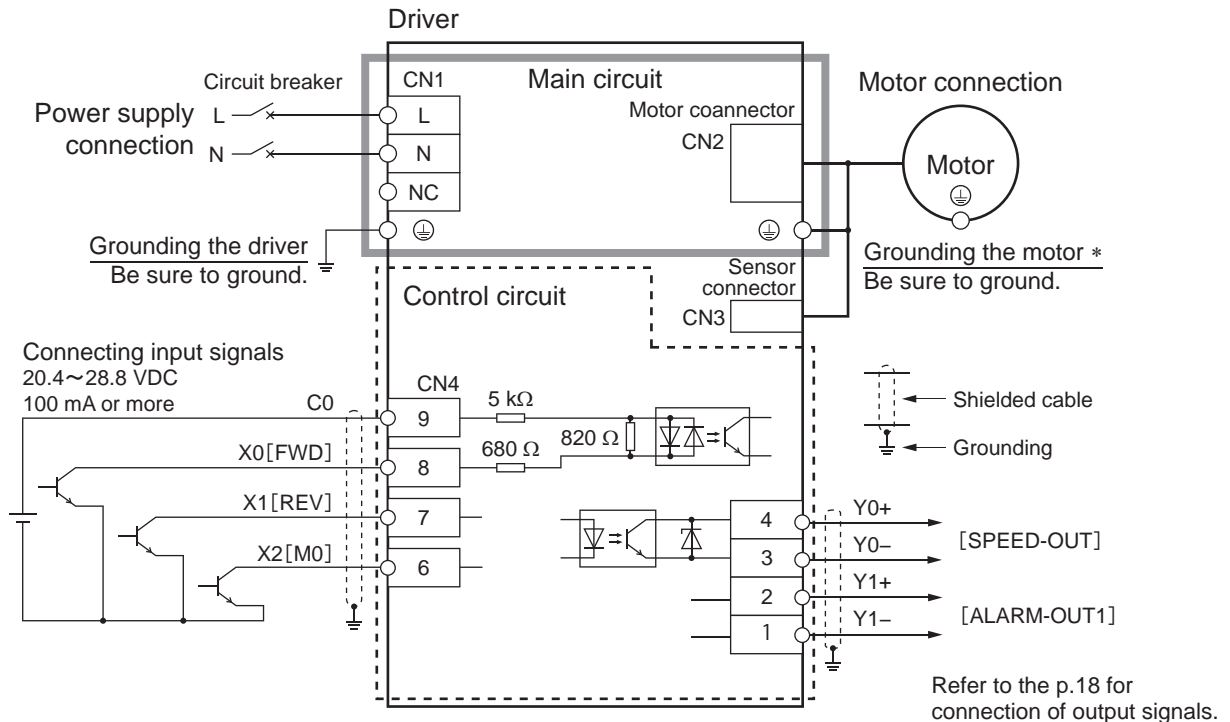 Driver
Main circuit
CN1
Circuit breaker
Power supply
connection
L
N
L
N
NC
Motor coannector
CN2
Motor connection
Motor
Grounding the driver
Be sure to ground.
Grounding the motor *
Be sure to ground.
Sensor
connector
CN3
Control circuit
Connecting input signals
20.4～28.8 VDC
100 mA or more
C0
X0[FWD]
X1[REV]
X2[M0]
CN4
9
8
7
6
5 kΩ
680 Ω
820 Ω
Shielded cable
Grounding
4
3
2
1
Y0+
Y0–
Y1+
Y1–
[SPEED-OUT]
[ALARM-OUT1]
Refer to the p.18 for
connection of output signals.